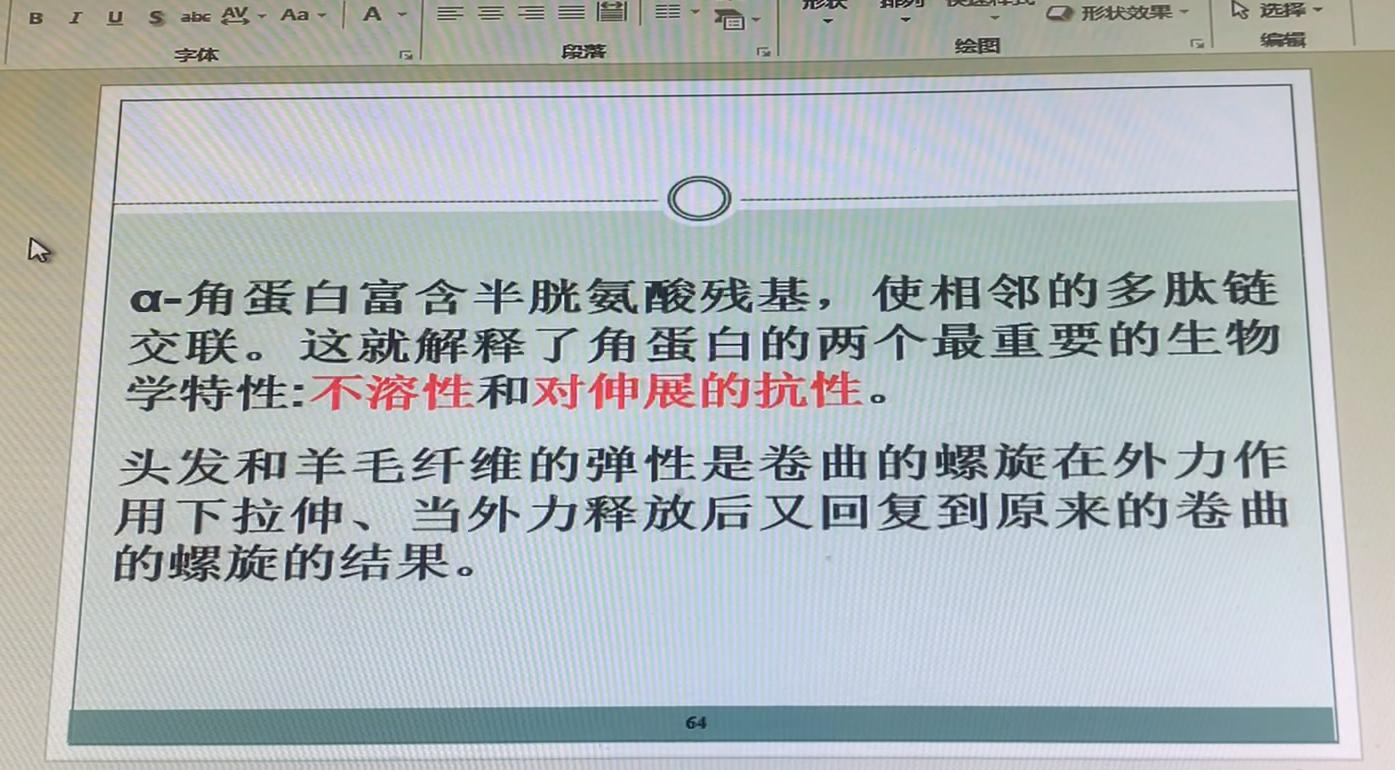 B I U S abc AV Aa A
形状 排列 快速样式 形状效果 选择
字体 段落 绘图 编辑
α-角蛋白富含半胱氨酸残基，使相邻的多肽链
交联。这就解释了角蛋白的两个最重要的生物
学特性:不溶性和对伸展的抗性。
头发和羊毛纤维的弹性是卷曲的螺旋在外力作
用下拉伸、当外力释放后又回复到原来的卷曲
的螺旋的结果。
64